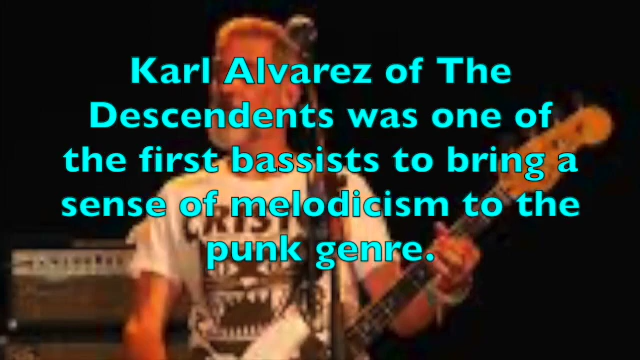 Karl Alvarez of The
Descendents was one of
the first bassists to bring a
sense of melodicism to the
punk genre.